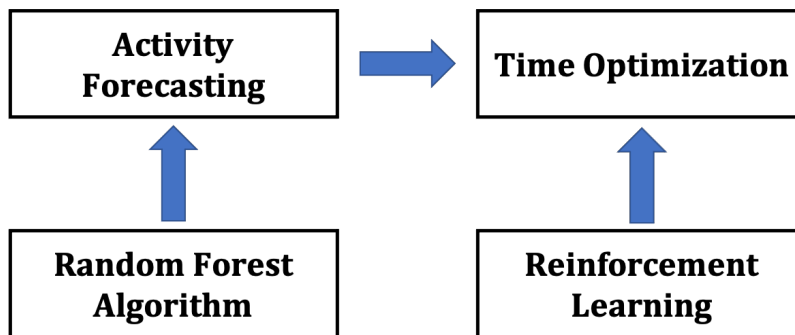 Activity
Forecasting
Time Optimization
Random Forest
Algorithm
Reinforcement
Learning